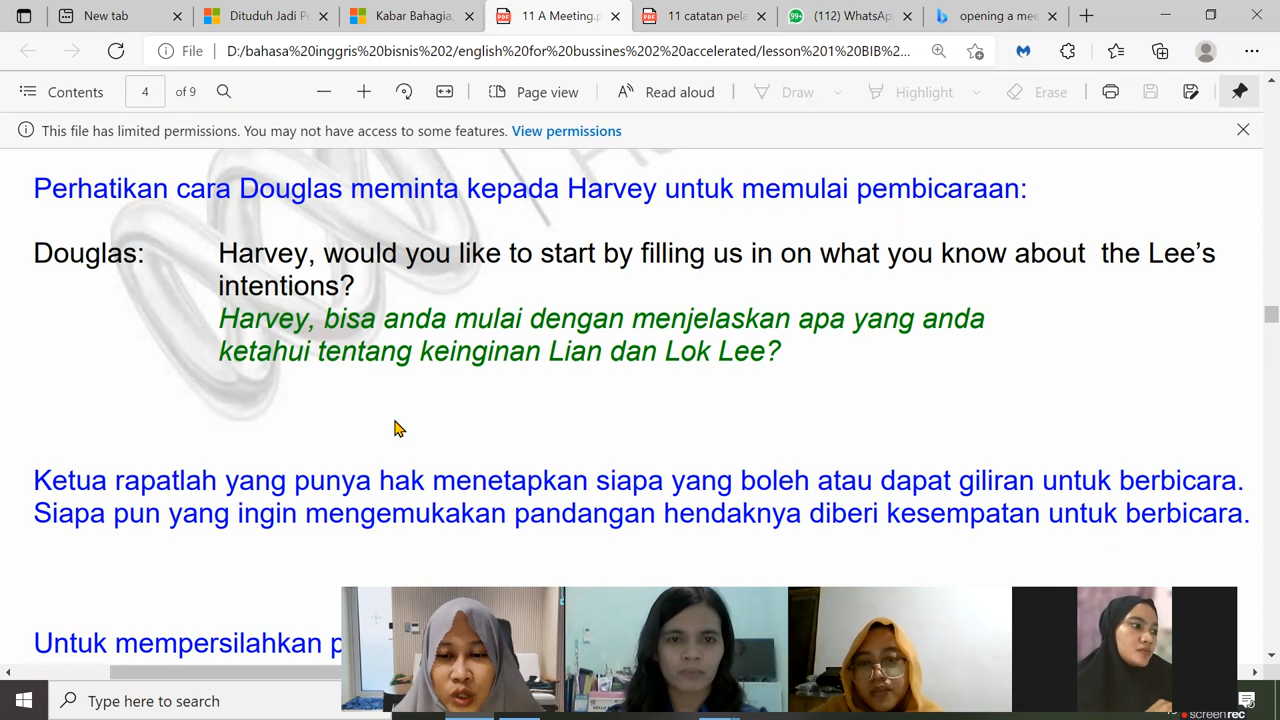 New tab
Dituduh Jadi P
Kabar Bahagia,
11 A Meeting.p
11 catatan pela
99+
(112) WhatsAp
opening a mee
File
D:/bahasa%20inggris%20bisnis%202/english%20for%20bussines%202%20accelerated/lesson%201%20BIB%2...
Contents
4
of 9
Page view
Read aloud
Draw
Highlight
Erase
This file has limited permissions. You may not have access to some features. View permissions
Perhatikan cara Douglas meminta kepada Harvey untuk memulai pembicaraan:
Douglas: Harvey, would you like to start by filling us in on what you know about the Lee's
intentions?
Harvey, bisa anda mulai dengan menjelaskan apa yang anda
ketahui tentang keinginan Lian dan Lok Lee?
Ketua rapatlah yang punya hak menetapkan siapa yang boleh atau dapat giliran untuk berbicara.
Siapa pun yang ingin mengemukakan pandangan hendaknya diberi kesempatan untuk berbicara.
Untuk mempersilahkan p
Type here to search
screenrec